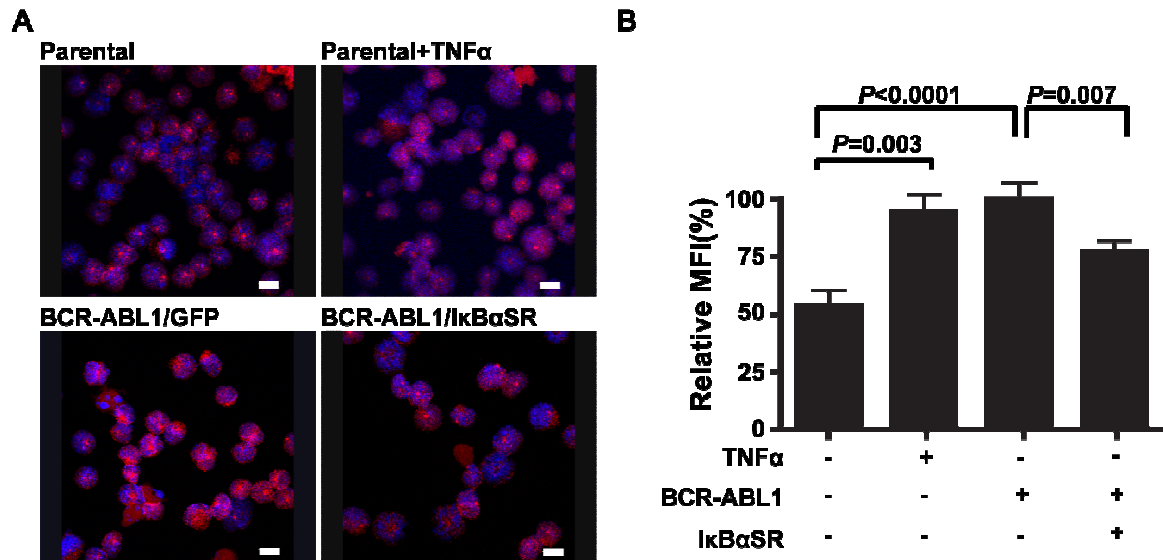 A
Parental
Parental+TNFα
BCR-ABL1/GFP
BCR-ABL1/IκBαSR
B
P<0.0001
P=0.007
P=0.003
Relative MFI(%)
100
75
50
25
0
TNFα - + - -
BCR-ABL1 - - + +
IκBαSR - - - +